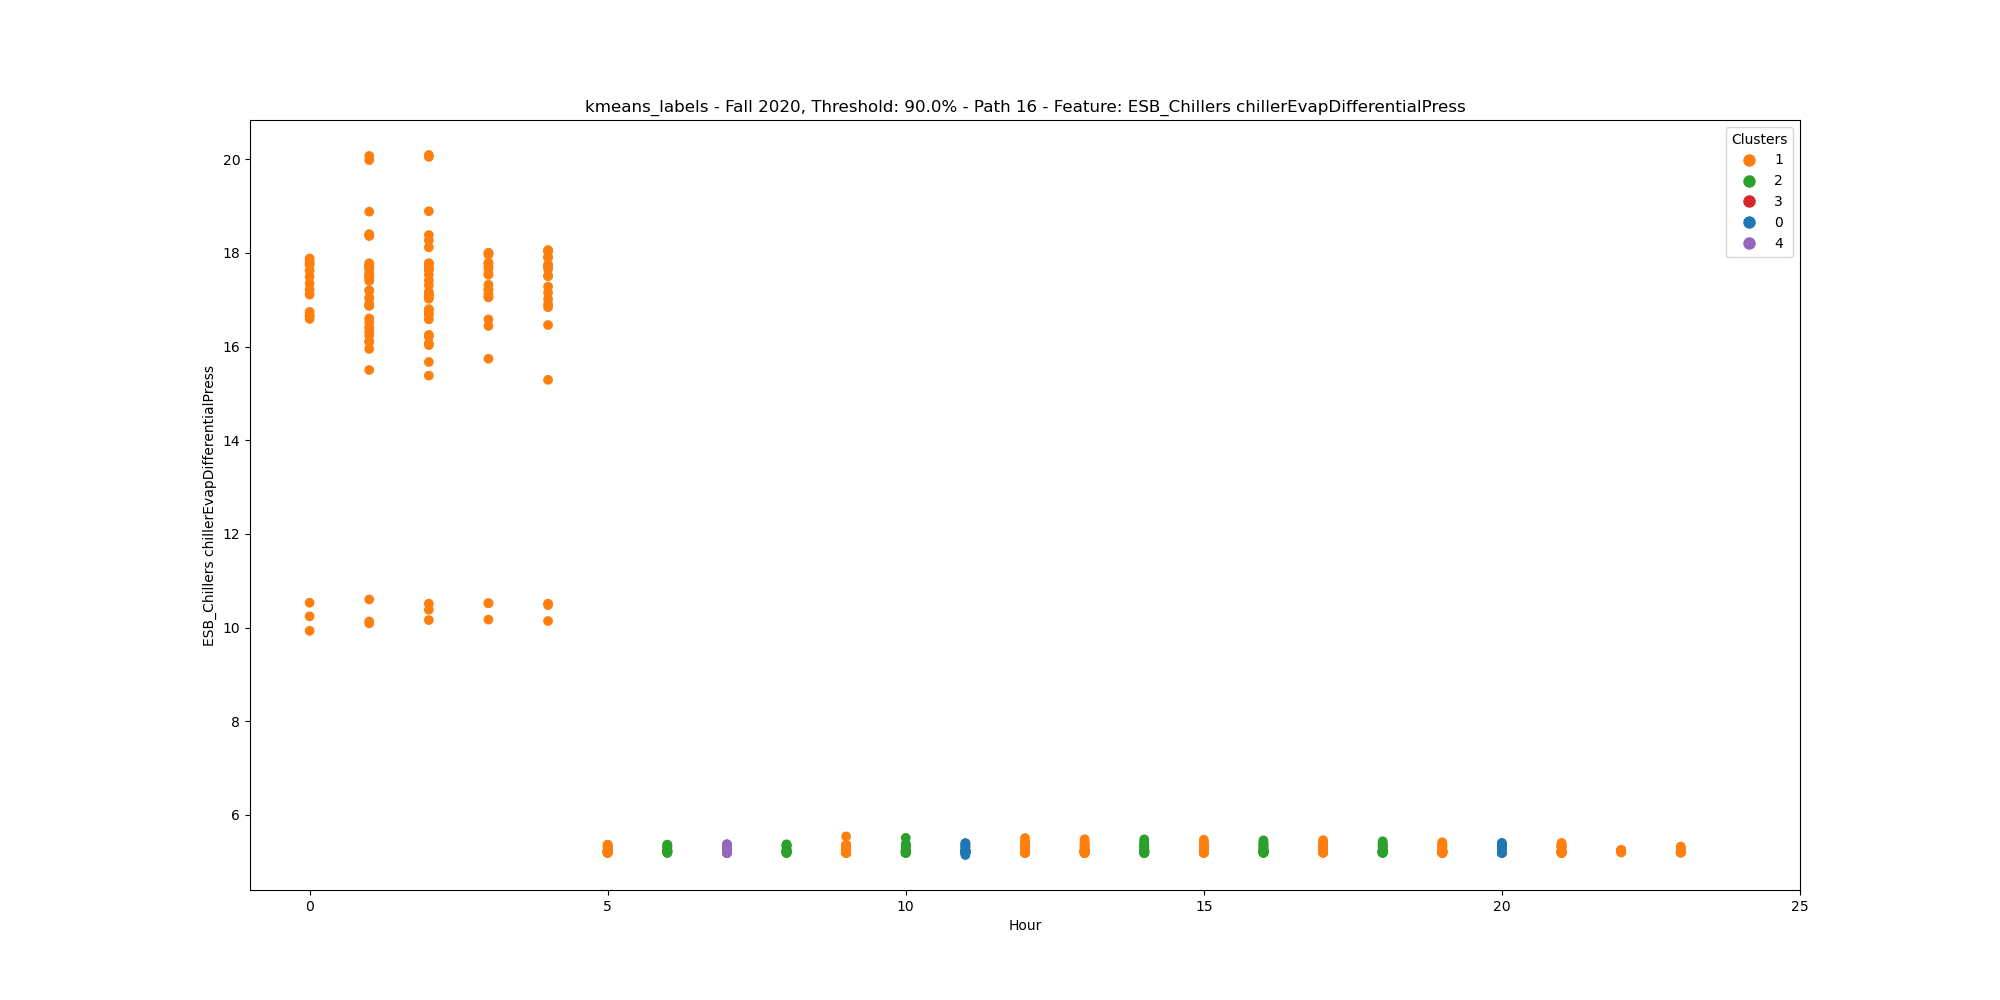 kmeans_labels - Fall 2020, Threshold: 90.0% - Path 16 - Feature: ESB_Chillers chillerEvapDifferentialPress
Clusters
1
2
3
0
4
ESB_Chillers chillerEvapDifferentialPress
20
18
16
14
12
10
8
6
0 5 10 15 20 25
Hour